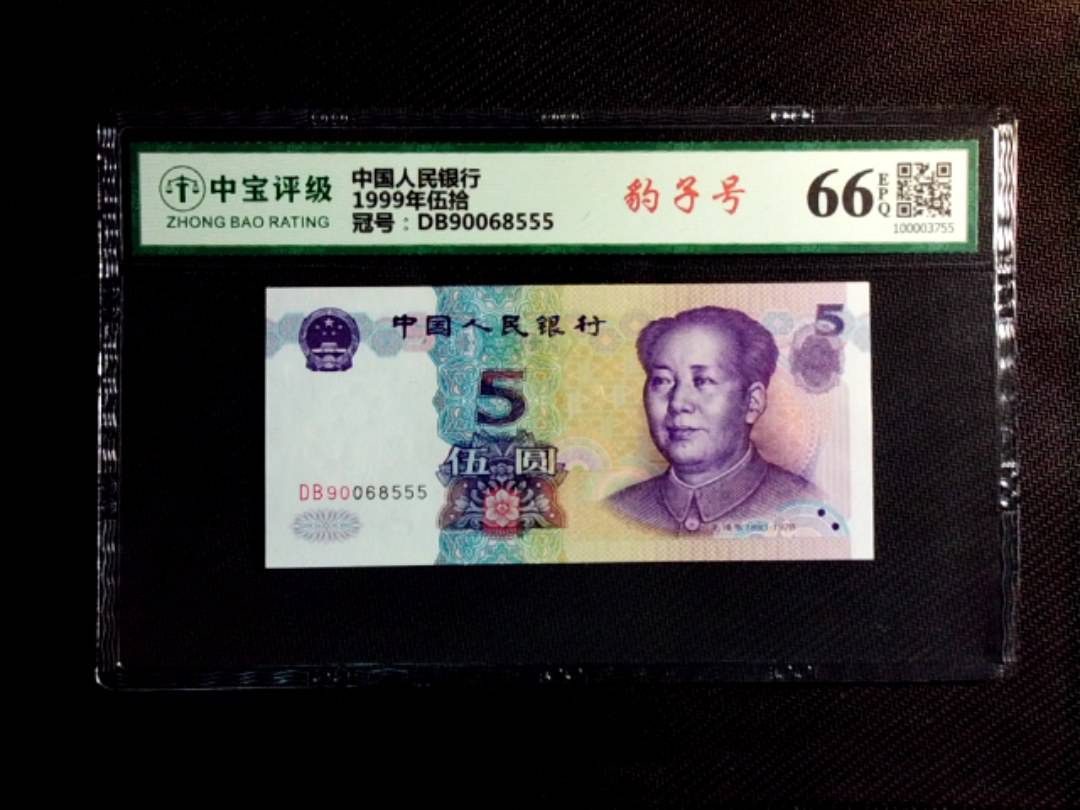 中宝评级
ZHONG BAO RATING
中国人民银行
1999年伍拾
冠号：DB90068555
豹子号
66 EPQ
100003755
中国人民银行
5
5
伍圆
DB90068555